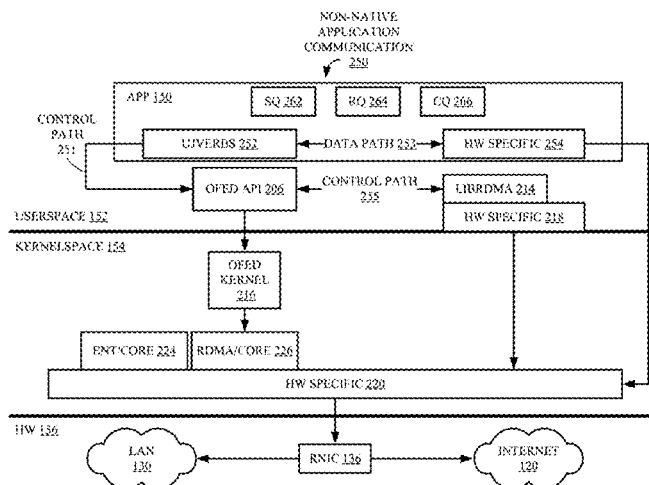 NON-NATIVE
APPLICATION
COMMUNICATION
250
APP 150
SQ 262
RQ 264
CQ 266
CONTROL
PATH
251
UJVERBS 252
DATA PATH 253
HW SPECIFIC 254
OFED API 206
CONTROL PATH
255
LIBRDMA 214
HW SPECIFIC 218
USERSPACE 152
KERNELSPACE 154
OFED
KERNEL
216
ENT/CORE 224
RDMA/CORE 226
HW SPECIFIC 220
HW 156
LAN
130
RNIC 136
INTERNET
120